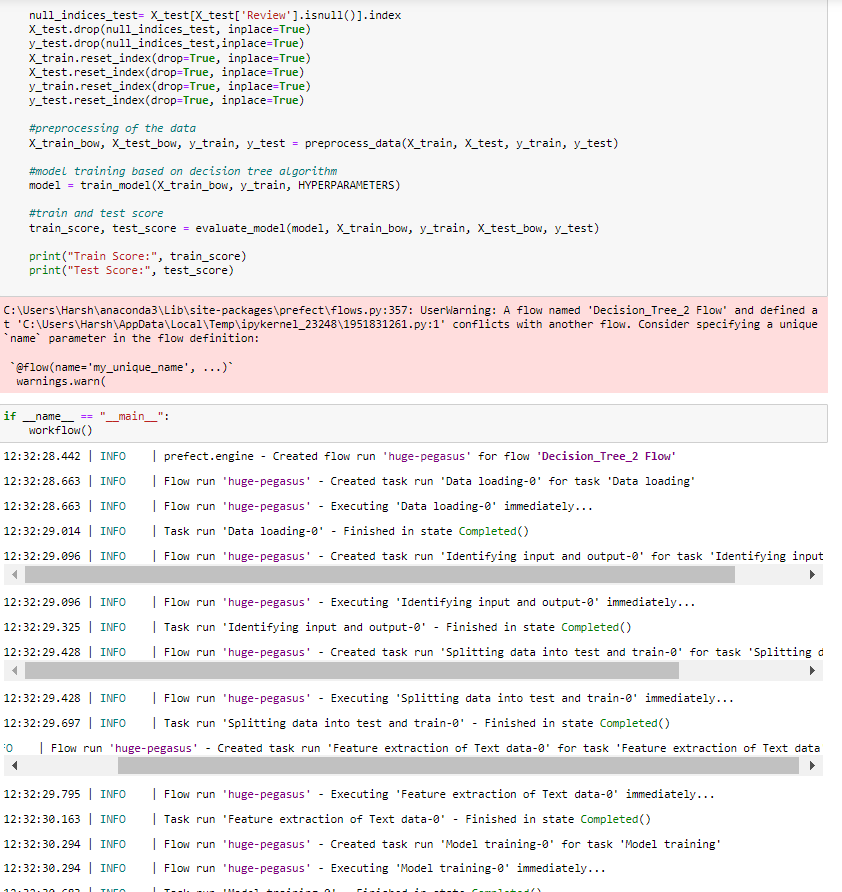 null_indices_test= X_test[X_test['Review'].isnull()].index
X_test.drop(null_indices_test, inplace=True)
y_test.drop(null_indices_test,inplace=True)
X_train.reset_index(drop=True, inplace=True)
X_test.reset_index(drop=True, inplace=True)
y_train.reset_index(drop=True, inplace=True)
y_test.reset_index(drop=True, inplace=True)
#preprocessing of the data
X_train_bow, X_test_bow, y_train, y_test = preprocess_data(X_train, X_test, y_train, y_test)
#model training based on decision tree algorithm
model = train_model(X_train_bow, y_train, HYPERPARAMETERS)
#train and test score
train_score, test_score = evaluate_model(model, X_train_bow, y_train, X_test_bow, y_test)
print("Train Score:", train_score)
print("Test Score:", test_score)
C:\Users\Harsh\anaconda3\Lib\site-packages\prefect\flows.py:357: UserWarning: A flow named 'Decision_Tree_2 Flow' and defined a
t 'C:\Users\Harsh\AppData\Local\Temp\ipykernel_23248\1951831261.py:1' conflicts with another flow. Consider specifying a unique
`name` parameter in the flow definition:
`@flow(name='my_unique_name', ...)`
warnings.warn(
if __name__ == "__main__":
workflow()
12:32:28.442 | INFO | prefect.engine - Created flow run 'huge-pegasus' for flow 'Decision_Tree_2 Flow'
12:32:28.663 | INFO | Flow run 'huge-pegasus' - Created task run 'Data loading-0' for task 'Data loading'
12:32:28.663 | INFO | Flow run 'huge-pegasus' - Executing 'Data loading-0' immediately...
12:32:29.014 | INFO | Task run 'Data loading-0' - Finished in state Completed()
12:32:29.096 | INFO | Flow run 'huge-pegasus' - Created task run 'Identifying input and output-0' for task 'Identifying input
12:32:29.096 | INFO | Flow run 'huge-pegasus' - Executing 'Identifying input and output-0' immediately...
12:32:29.325 | INFO | Task run 'Identifying input and output-0' - Finished in state Completed()
12:32:29.428 | INFO | Flow run 'huge-pegasus' - Created task run 'Splitting data into test and train-0' for task 'Splitting d
12:32:29.428 | INFO | Flow run 'huge-pegasus' - Executing 'Splitting data into test and train-0' immediately...
12:32:29.697 | INFO | Task run 'Splitting data into test and train-0' - Finished in state Completed()
O | Flow run 'huge-pegasus' - Created task run 'Feature extraction of Text data-0' for task 'Feature extraction of Text data
12:32:29.795 | INFO | Flow run 'huge-pegasus' - Executing 'Feature extraction of Text data-0' immediately...
12:32:30.163 | INFO | Task run 'Feature extraction of Text data-0' - Finished in state Completed()
12:32:30.294 | INFO | Flow run 'huge-pegasus' - Created task run 'Model training-0' for task 'Model training'
12:32:30.294 | INFO | Flow run 'huge-pegasus' - Executing 'Model training-0' immediately...
| INFO | Task run 'Model training-0' - Finished in state Completed()